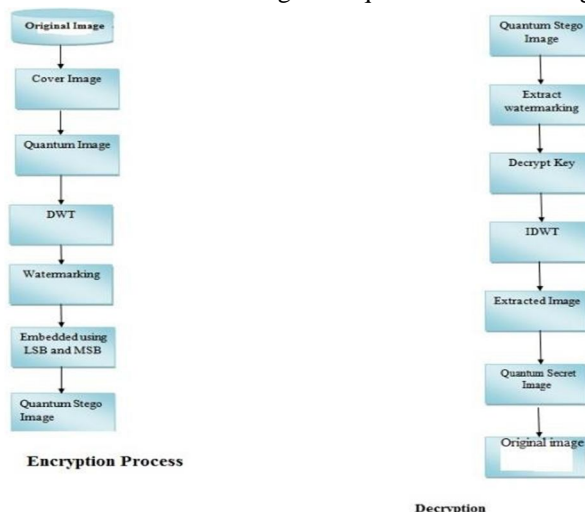 Original Image
Cover Image
Quantum Image
DWT
Watermarking
Embedded using
LSB and MSB
Quantum Stego
Image
Encryption Process
Quantum Stego
Image
Extract
watermarking
Decrypt Key
IDWT
Extracted Image
Quantum Secret
Image
Original image
Decryption